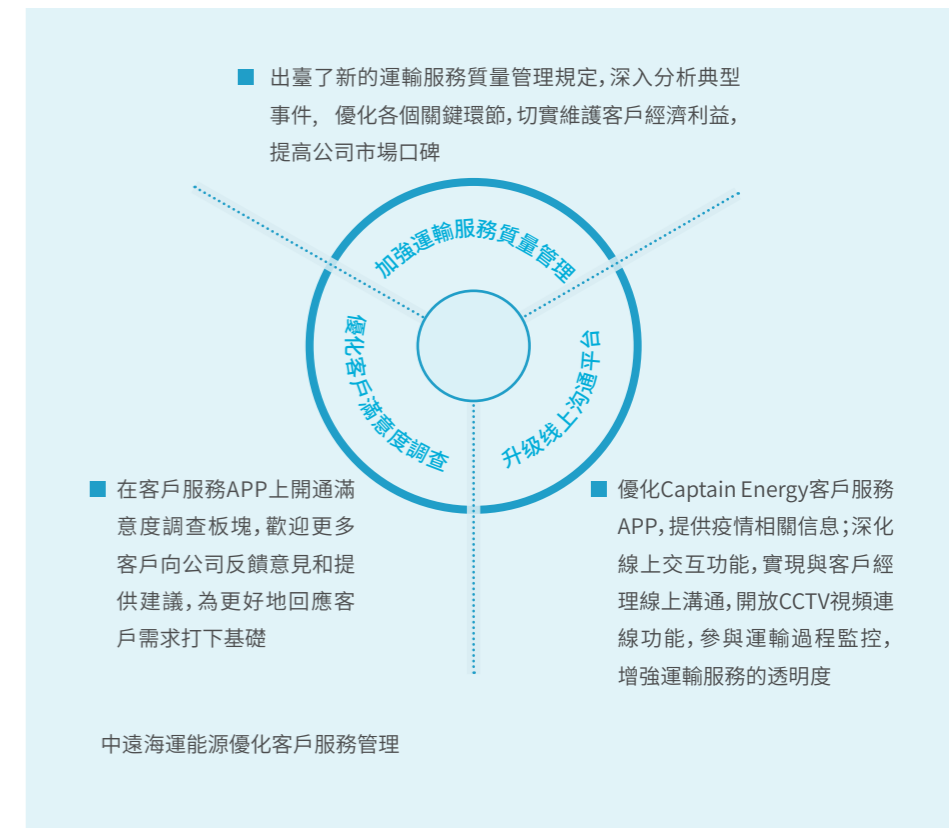 ■ 出臺了新的運輸服務質量管理規定，深入分析典型
事件， 優化各個關鍵環節，切實維護客戶經濟利益，
提高公司市場口碑
加強運輸服務質量管理
優化客戶滿意度調查
升级线上沟通平台
■ 在客戶服務APP上開通滿
意度調查板塊，歡迎更多
客戶向公司反饋意見和提
供建議，為更好地回應客
戶需求打下基礎
■ 優化Captain Energy客戶服務
APP，提供疫情相關信息；深化
線上交互功能，實現與客戶經
理線上溝通，開放CCTV視頻連
線功能，參與運輸過程監控，
增強運輸服務的透明度
中遠海運能源優化客戶服務管理